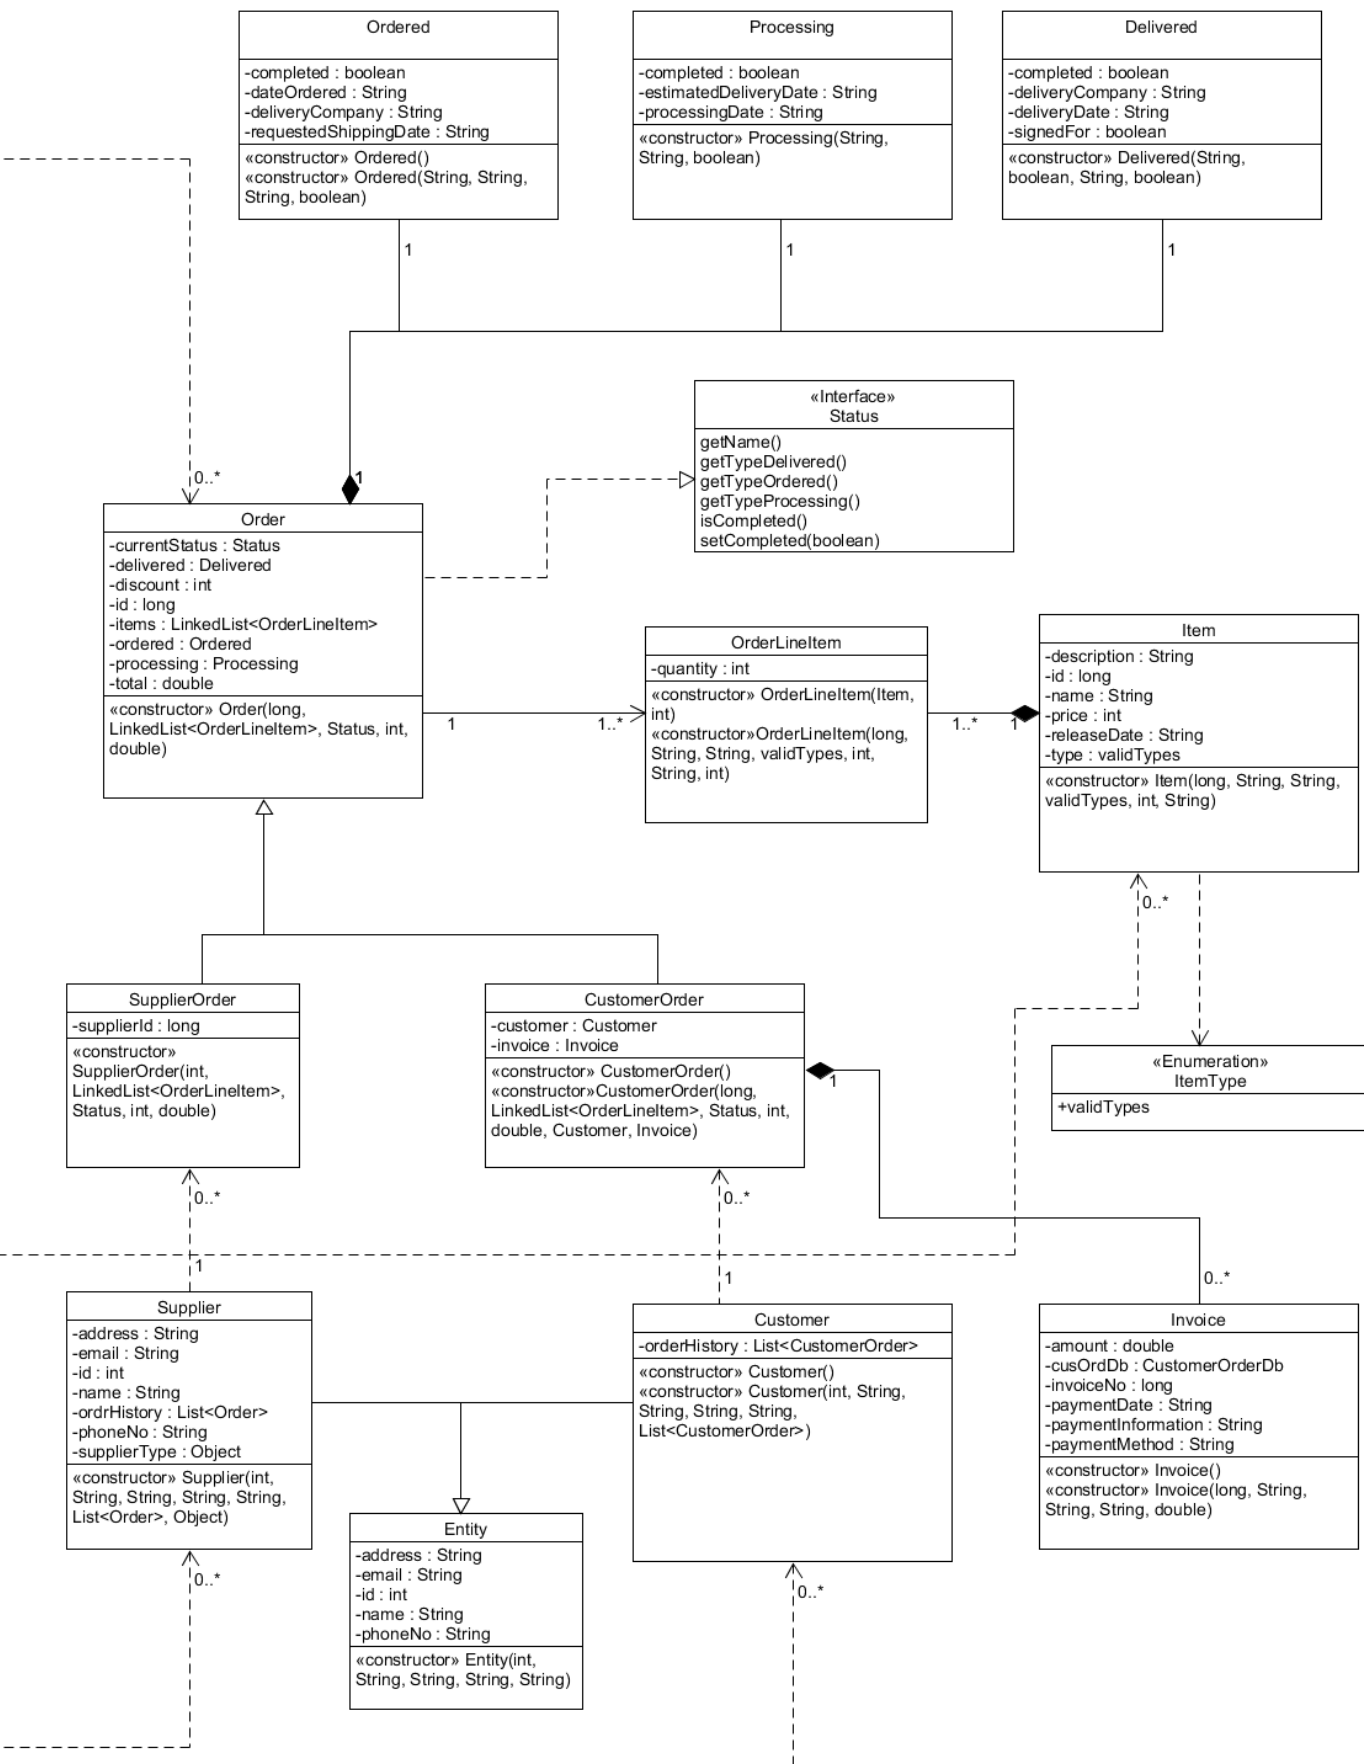 Ordered
-completed : boolean
-dateOrdered : String
-deliveryCompany : String
-requestedShippingDate : String
«constructor» Ordered()
«constructor» Ordered(String, String,
String, boolean)
1
Processing
-completed : boolean
-estimatedDeliveryDate : String
-processingDate : String
«constructor» Processing(String,
String, boolean)
1
Delivered
-completed : boolean
-deliveryCompany : String
-deliveryDate : String
-signedFor : boolean
«constructor» Delivered(String,
boolean, String, boolean)
1
«Interface»
Status
getName()
getTypeDelivered()
getTypeOrdered()
getTypeProcessing()
isCompleted()
setCompleted(boolean)
0..*
1
Order
-currentStatus : Status
-delivered : Delivered
-discount : int
-id : long
-items : LinkedList<OrderLineItem>
-ordered : Ordered
-processing : Processing
-total : double
«constructor» Order(long,
LinkedList<OrderLineItem>, Status, int,
double)
1
1..*
OrderLineItem
-quantity : int
«constructor» OrderLineItem(Item,
int)
«constructor»OrderLineItem(long,
String, String, validTypes, int,
String, int)
1..*
1
Item
-description : String
-id : long
-name : String
-price : int
-releaseDate : String
-type : validTypes
«constructor» Item(long, String, String,
validTypes, int, String)
0..*
«Enumeration»
ItemType
+validTypes
SupplierOrder
-supplierId : long
«constructor»
SupplierOrder(int,
LinkedList<OrderLineItem>,
Status, int, double)
0..*
1
CustomerOrder
-customer : Customer
-invoice : Invoice
«constructor» CustomerOrder()
«constructor»CustomerOrder(long,
LinkedList<OrderLineItem>, Status, int,
double, Customer, Invoice)
1
0..*
1
0..*
Supplier
-address : String
-email : String
-id : int
-name : String
-ordrHistory : List<Order>
-phoneNo : String
-supplierType : Object
«constructor» Supplier(int,
String, String, String, String,
List<Order>, Object)
0..*
Customer
-orderHistory : List<CustomerOrder>
«constructor» Customer()
«constructor» Customer(int, String,
String, String, String,
List<CustomerOrder>)
0..*
Invoice
-amount : double
-cusOrdDb : CustomerOrderDb
-invoiceNo : long
-paymentDate : String
-paymentInformation : String
-paymentMethod : String
«constructor» Invoice()
«constructor» Invoice(long, String,
String, String, double)
Entity
-address : String
-email : String
-id : int
-name : String
-phoneNo : String
«constructor» Entity(int,
String, String, String, String)